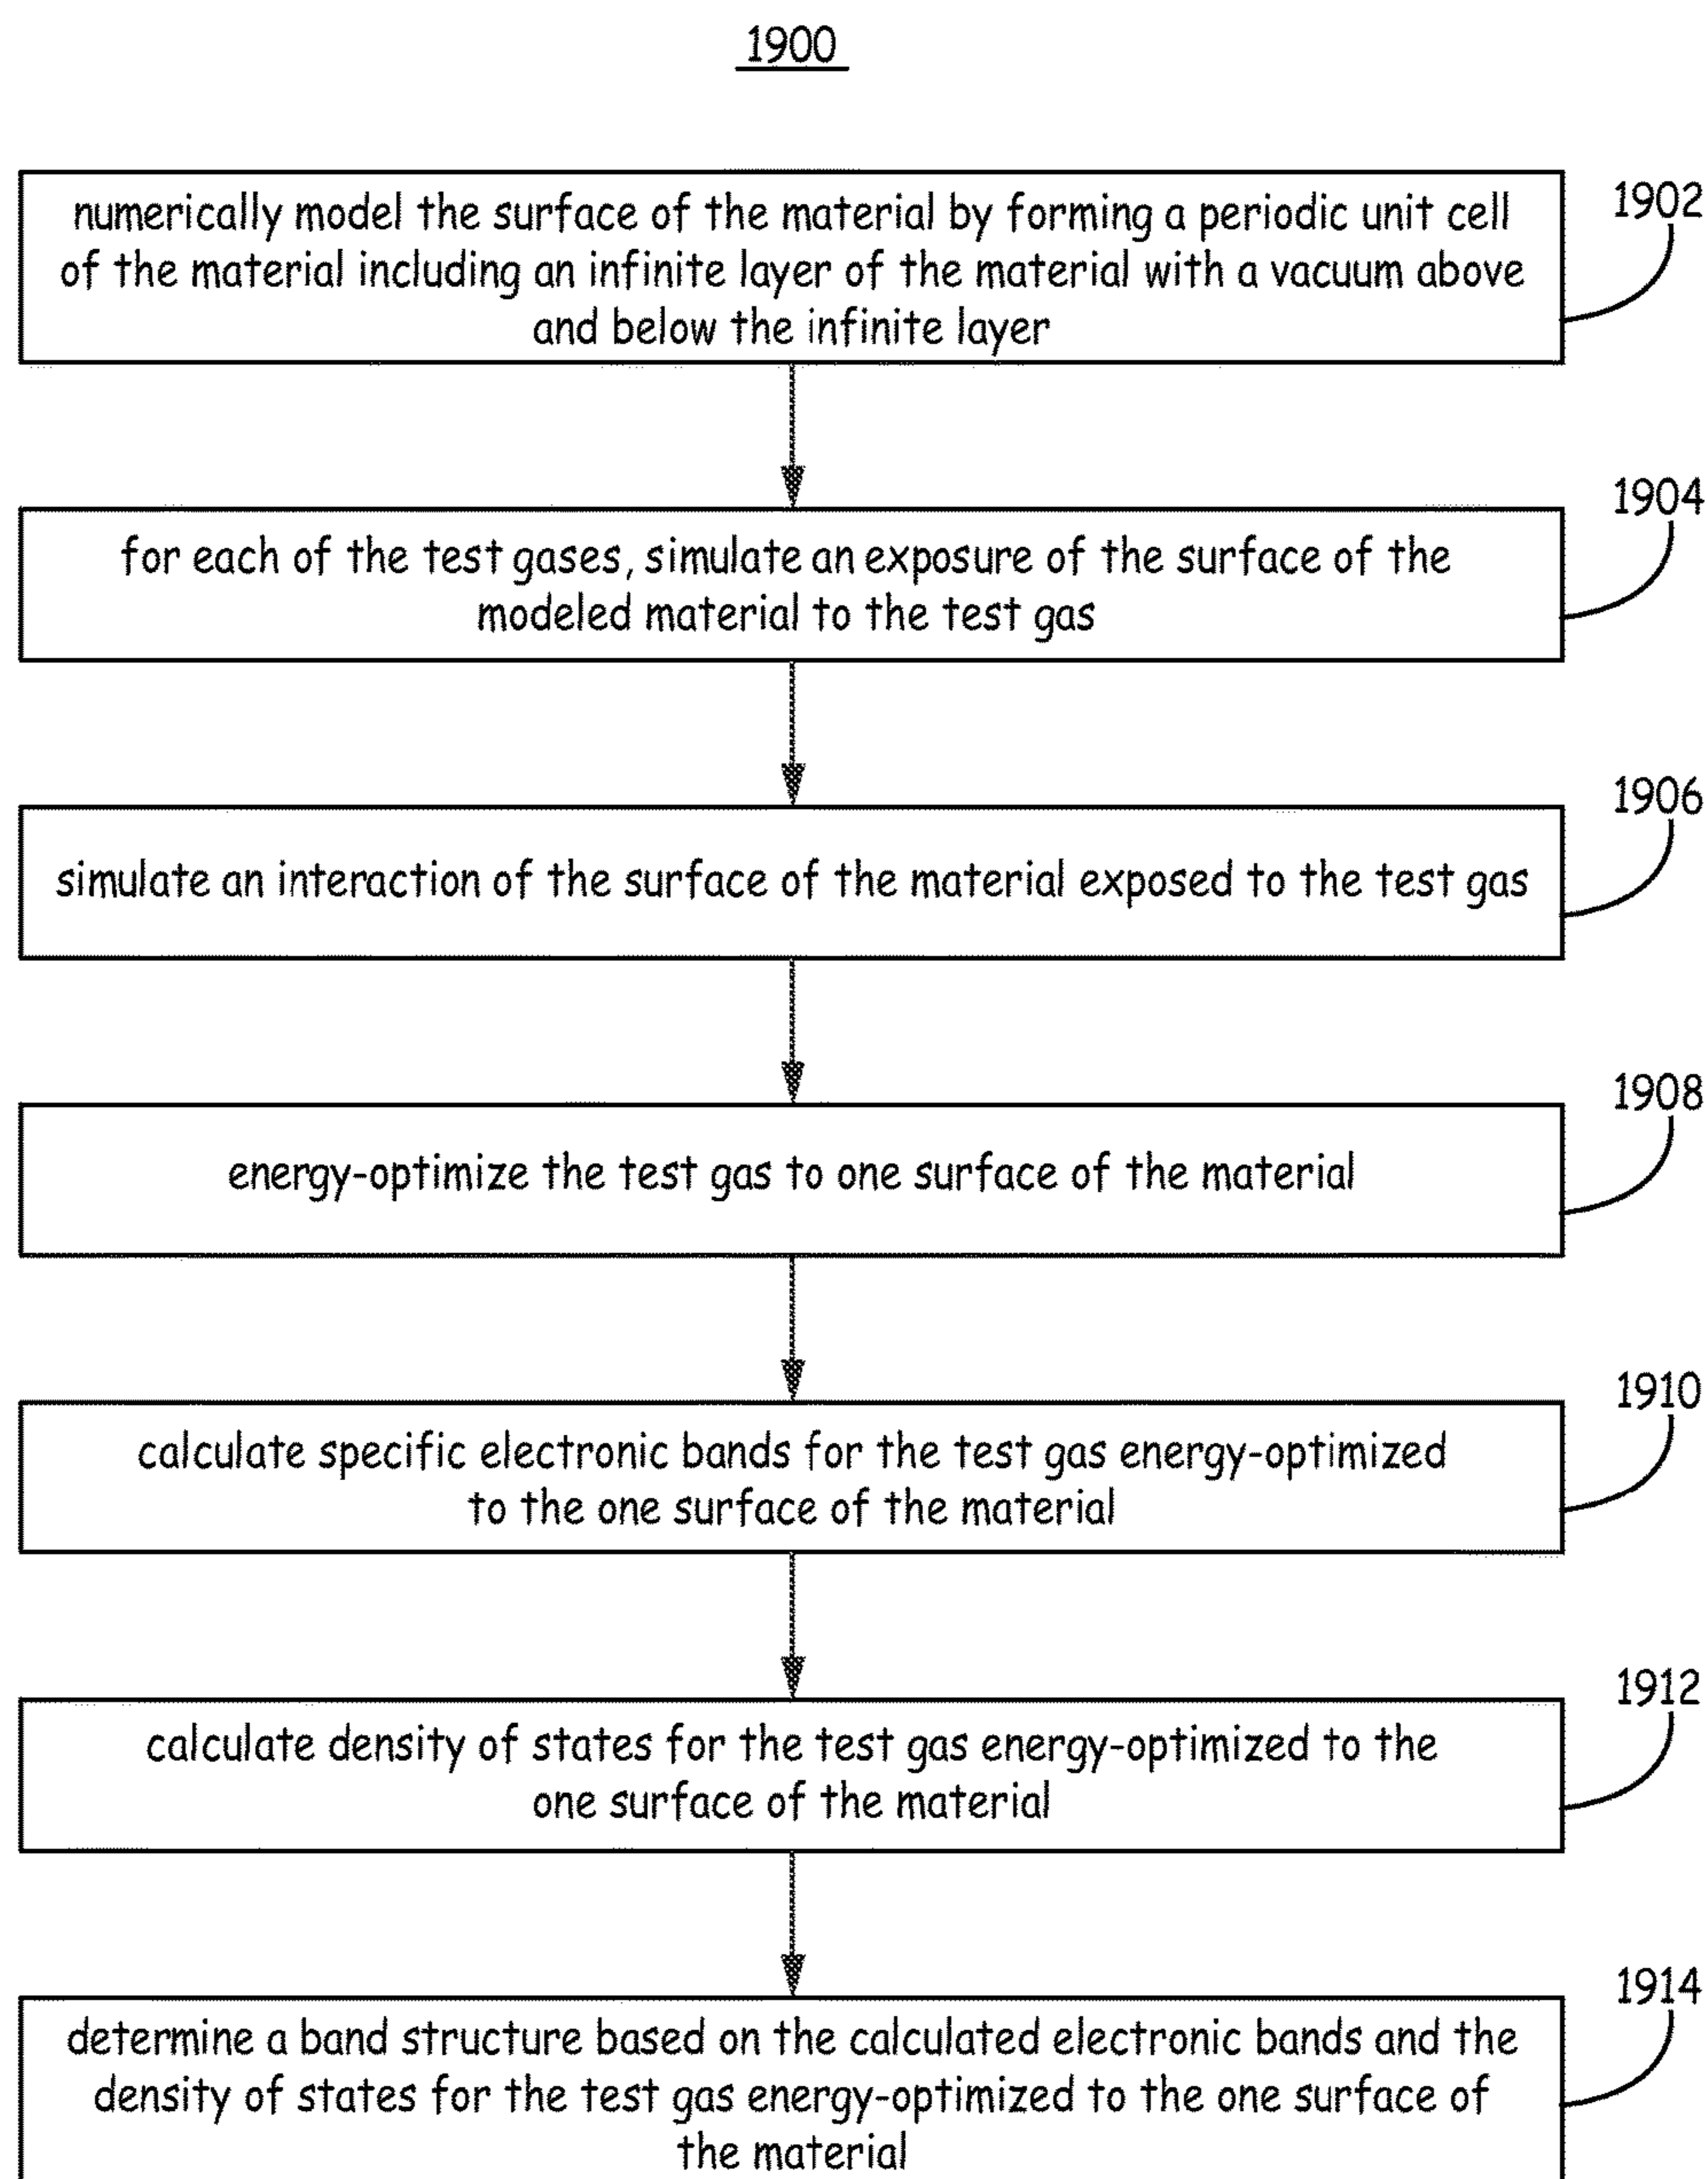 1900
numerically model the surface of the material by forming a periodic unit cell
of the material including an infinite layer of the material with a vacuum above
and below the infinite layer
1902
for each of the test gases, simulate an exposure of the surface of the
modeled material to the test gas
1904
simulate an interaction of the surface of the material exposed to the test gas
1906
energy-optimize the test gas to one surface of the material
1908
calculate specific electronic bands for the test gas energy-optimized
to the one surface of the material
1910
calculate density of states for the test gas energy-optimized to the
one surface of the material
1912
determine a band structure based on the calculated electronic bands and the
density of states for the test gas energy-optimized to the one surface of
the material
1914